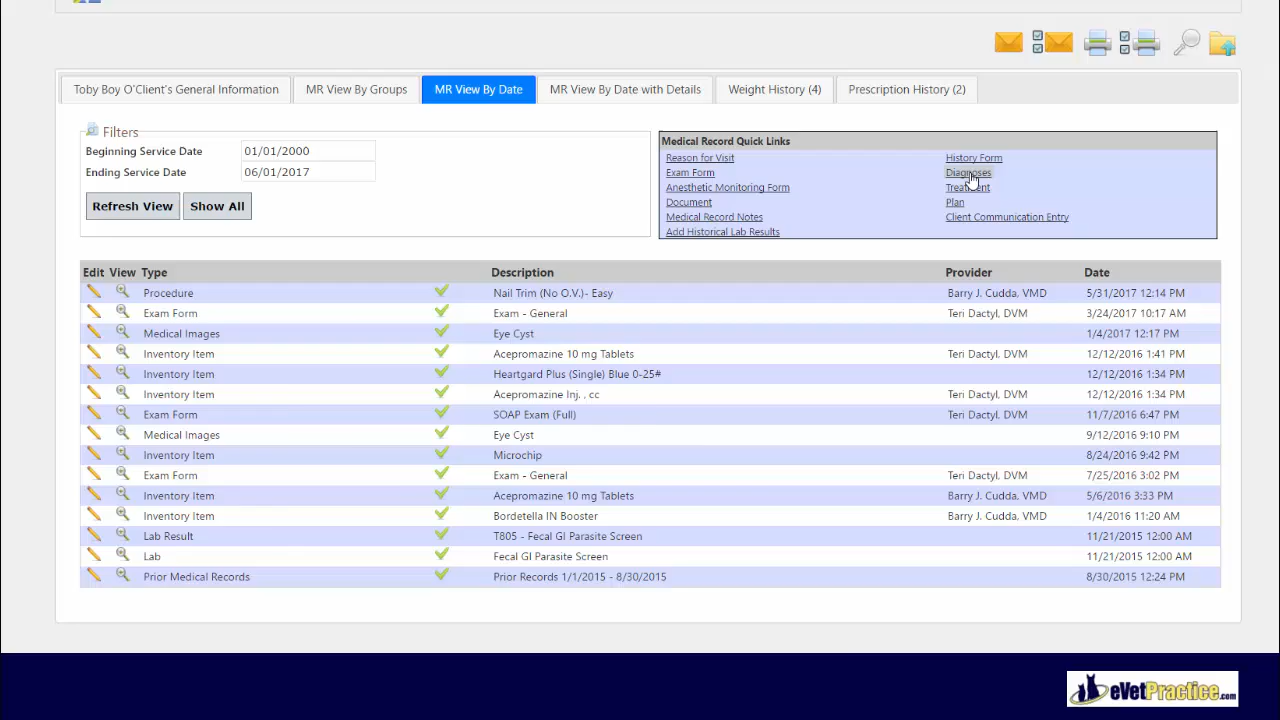 Toby Boy O'Client's General Information MR View By Groups MR View By Date MR View By Date with Details Weight History (4) Prescription History (2)
Filters
Beginning Service Date 01/01/2000
Ending Service Date 06/01/2017
Refresh View Show All
Medical Record Quick Links
Reason for Visit History Form
Exam Form Diagnoses
Anesthetic Monitoring Form Treatment
Document Plan
Medical Record Notes Client Communication Entry
Add Historical Lab Results
Edit View Type Description Provider Date
Procedure Nail Trim (No O.V.)- Easy Barry J. Cudda, VMD 5/31/2017 12:14 PM
Exam Form Exam - General Teri Dactyl, DVM 3/24/2017 10:17 AM
Medical Images Eye Cyst 1/4/2017 12:17 PM
Inventory Item Acepromazine 10 mg Tablets Teri Dactyl, DVM 12/12/2016 1:41 PM
Inventory Item Heartgard Plus (Single) Blue 0-25# 12/12/2016 1:34 PM
Inventory Item Acepromazine Inj. , cc Teri Dactyl, DVM 12/12/2016 1:34 PM
Exam Form SOAP Exam (Full) Teri Dactyl, DVM 11/7/2016 6:47 PM
Medical Images Eye Cyst 9/12/2016 9:10 PM
Inventory Item Microchip 8/24/2016 9:42 PM
Exam Form Exam - General Teri Dactyl, DVM 7/25/2016 3:02 PM
Inventory Item Acepromazine 10 mg Tablets Barry J. Cudda, VMD 5/6/2016 3:33 PM
Inventory Item Bordetella IN Booster Barry J. Cudda, VMD 1/4/2016 11:20 AM
Lab Result T805 - Fecal GI Parasite Screen 11/21/2015 12:00 AM
Lab Fecal GI Parasite Screen 11/21/2015 12:00 AM
Prior Medical Records Prior Records 1/1/2015 - 8/30/2015 8/30/2015 12:24 PM
eVetPractice.com